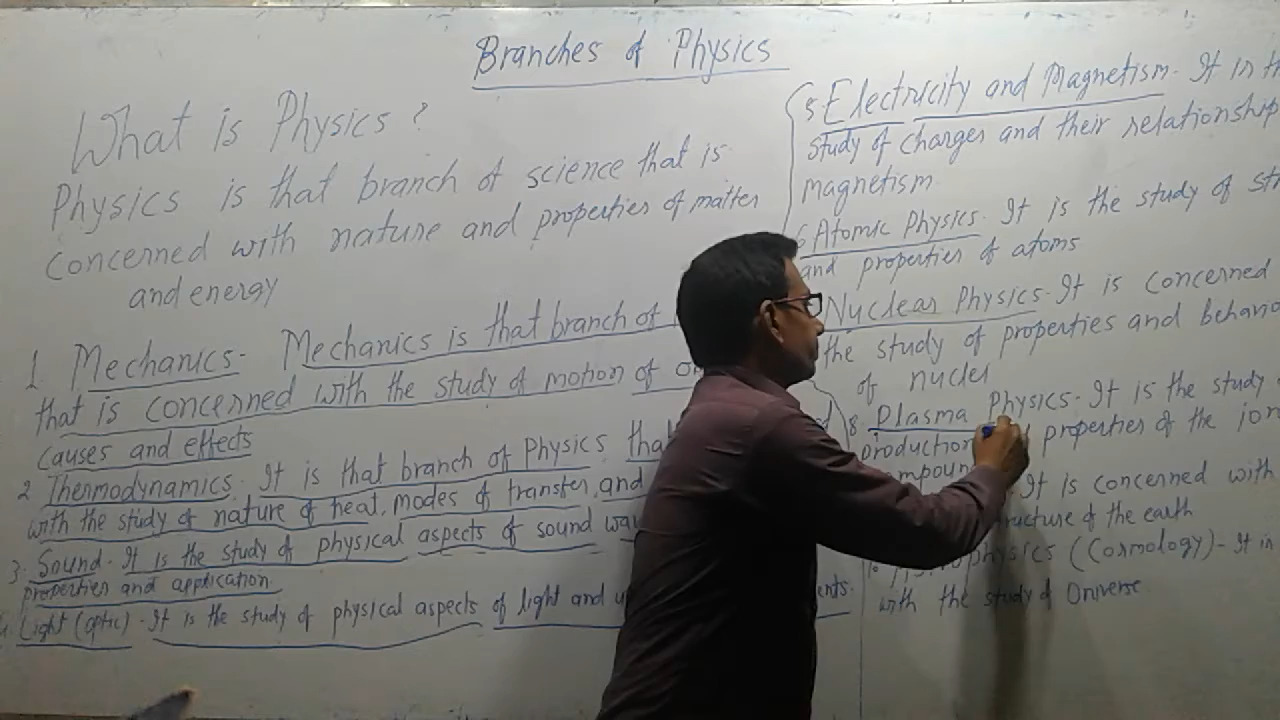 Branches of Physics
What is Physics?
Physics is that branch of science that is
concerned with nature and properties of matter
and energy
1. Mechanics- Mechanics is that branch of
that is concerned with the study of motion of
causes and effects
2 Thermodynamics. It is that branch of Physics that
with the study of nature of heat, modes of transfer, and
3. Sound. It is the study of physical aspects of sound
properties and application
Light (optic) - It is the study of physical aspects of light and
5 Electricity and Magnetism- It in
study of charges and their relationship
magnetism.
6 Atomic Physics. It is the study of
and properties of atoms
Nuclear Physics- It is concerned
the study of properties and
of nuclei
8 Plasma Physics- It is the study
production properties of the
It is concerned with
of the earth
(Cosmology)- It in
with the study of Universe